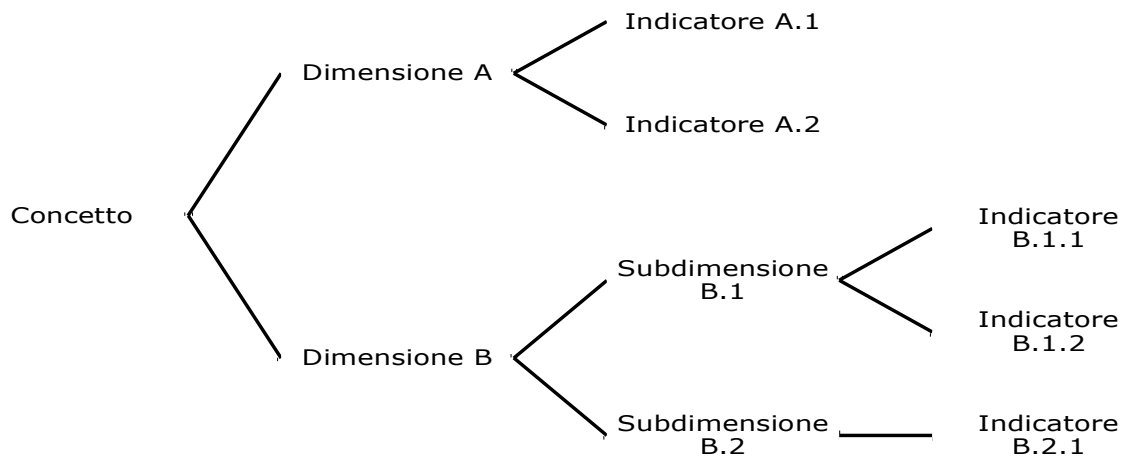 Indicatore A.1
Dimensione A
Indicatore A.2
Concetto
Indicatore
B.1.1
Subdimensione
B.1
Indicatore
B.1.2
Dimensione B
Subdimensione
B.2
Indicatore
B.2.1